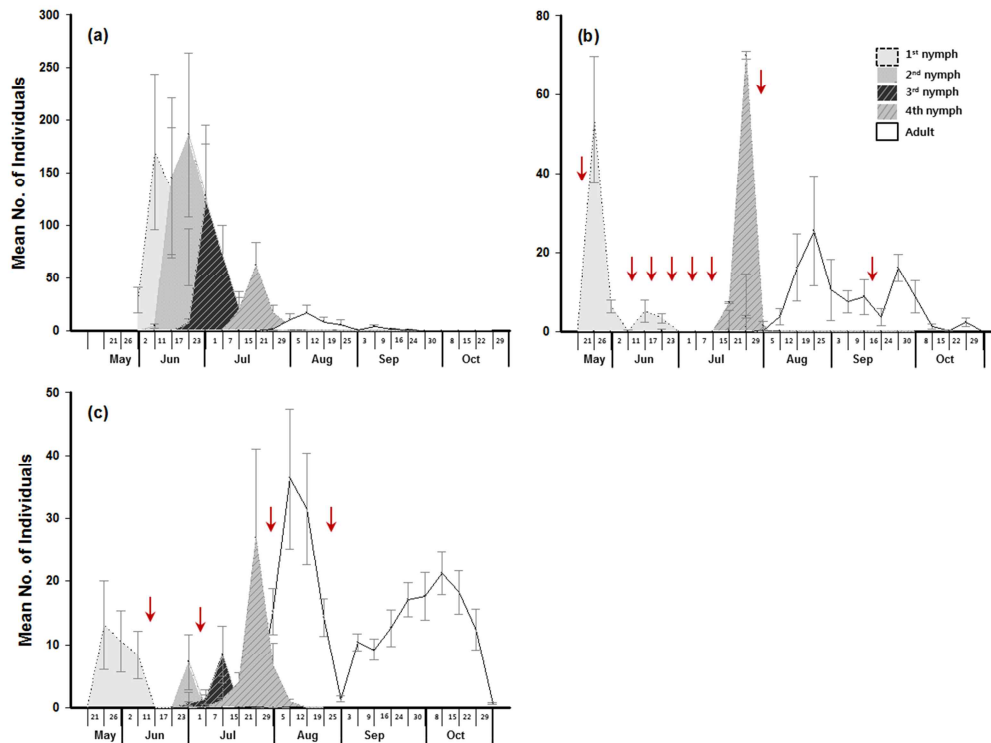 (a)
Mean No. of Individuals
300
250
200
150
100
50
0
21 26 2 11 17 23 1 7 15 21 29 5 12 19 25 3 9 16 24 30 8 15 22 29
May Jun Jul Aug Sep Oct
(b)
80
60
40
20
0
1st nymph
2nd nymph
3rd nymph
4th nymph
Adult
21 26 2 11 17 23 1 7 15 21 29 5 12 19 25 3 9 16 24 30 8 15 22 29
May Jun Jul Aug Sep Oct
(c)
Mean No. of Individuals
50
40
30
20
10
0
21 26 2 11 17 23 1 7 15 21 29 5 12 19 25 3 9 16 24 30 8 15 22 29
May Jun Jul Aug Sep Oct